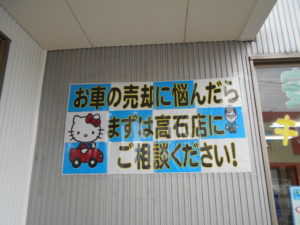 お車の売却に悩んだら
まずは高石店に
ご相談ください!